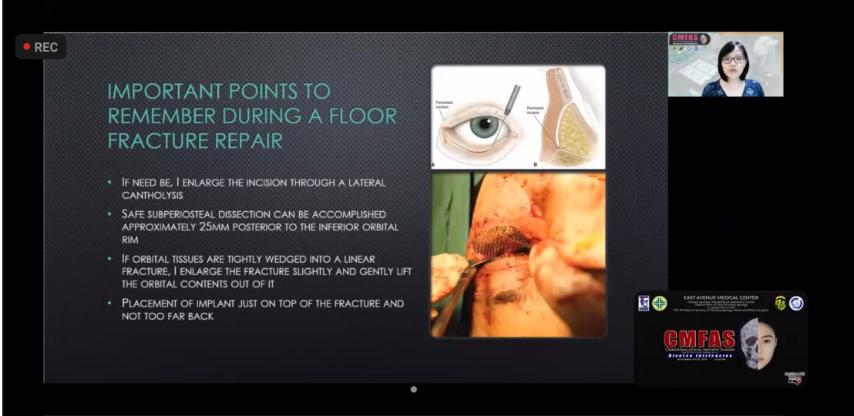 REC
IMPORTANT POINTS TO
REMEMBER DURING A FLOOR
FRACTURE REPAIR
• IF NEED BE, I ENLARGE THE INCISION THROUGH A LATERAL
CANTHOLYSIS
• SAFE SUBPERIOSTEAL DISSECTION CAN BE ACCOMPLISHED
APPROXIMATELY 25MM POSTERIOR TO THE INFERIOR ORBITAL
RIM
• IF ORBITAL TISSUES ARE TIGHTLY WEDGED INTO A LINEAR
FRACTURE, I ENLARGE THE FRACTURE SLIGHTLY AND GENTLY LIFT
THE ORBITAL CONTENTS OUT OF IT
• PLACEMENT OF IMPLANT JUST ON TOP OF THE FRACTURE AND
NOT TOO FAR BACK
Periosteal
incision
A
Periosteal
incision
B
CMFAS
EAST AVENUE MEDICAL CENTER
CMFAS
Diverse Intricacies